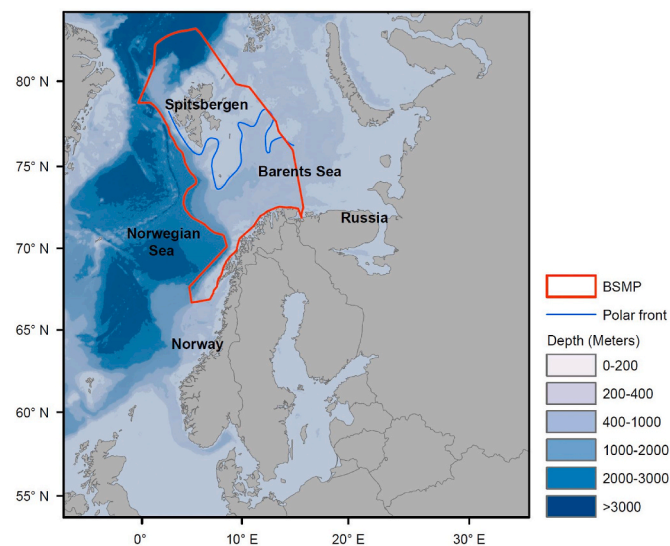 80° N
75° N
70° N
65° N
60° N
55° N
0°
10° E
20° E
30° E
Spitsbergen
Barents Sea
Russia
Norwegian
Sea
Norway
BSMP
Polar front
Depth (Meters)
0-200
200-400
400-1000
1000-2000
2000-3000
>3000